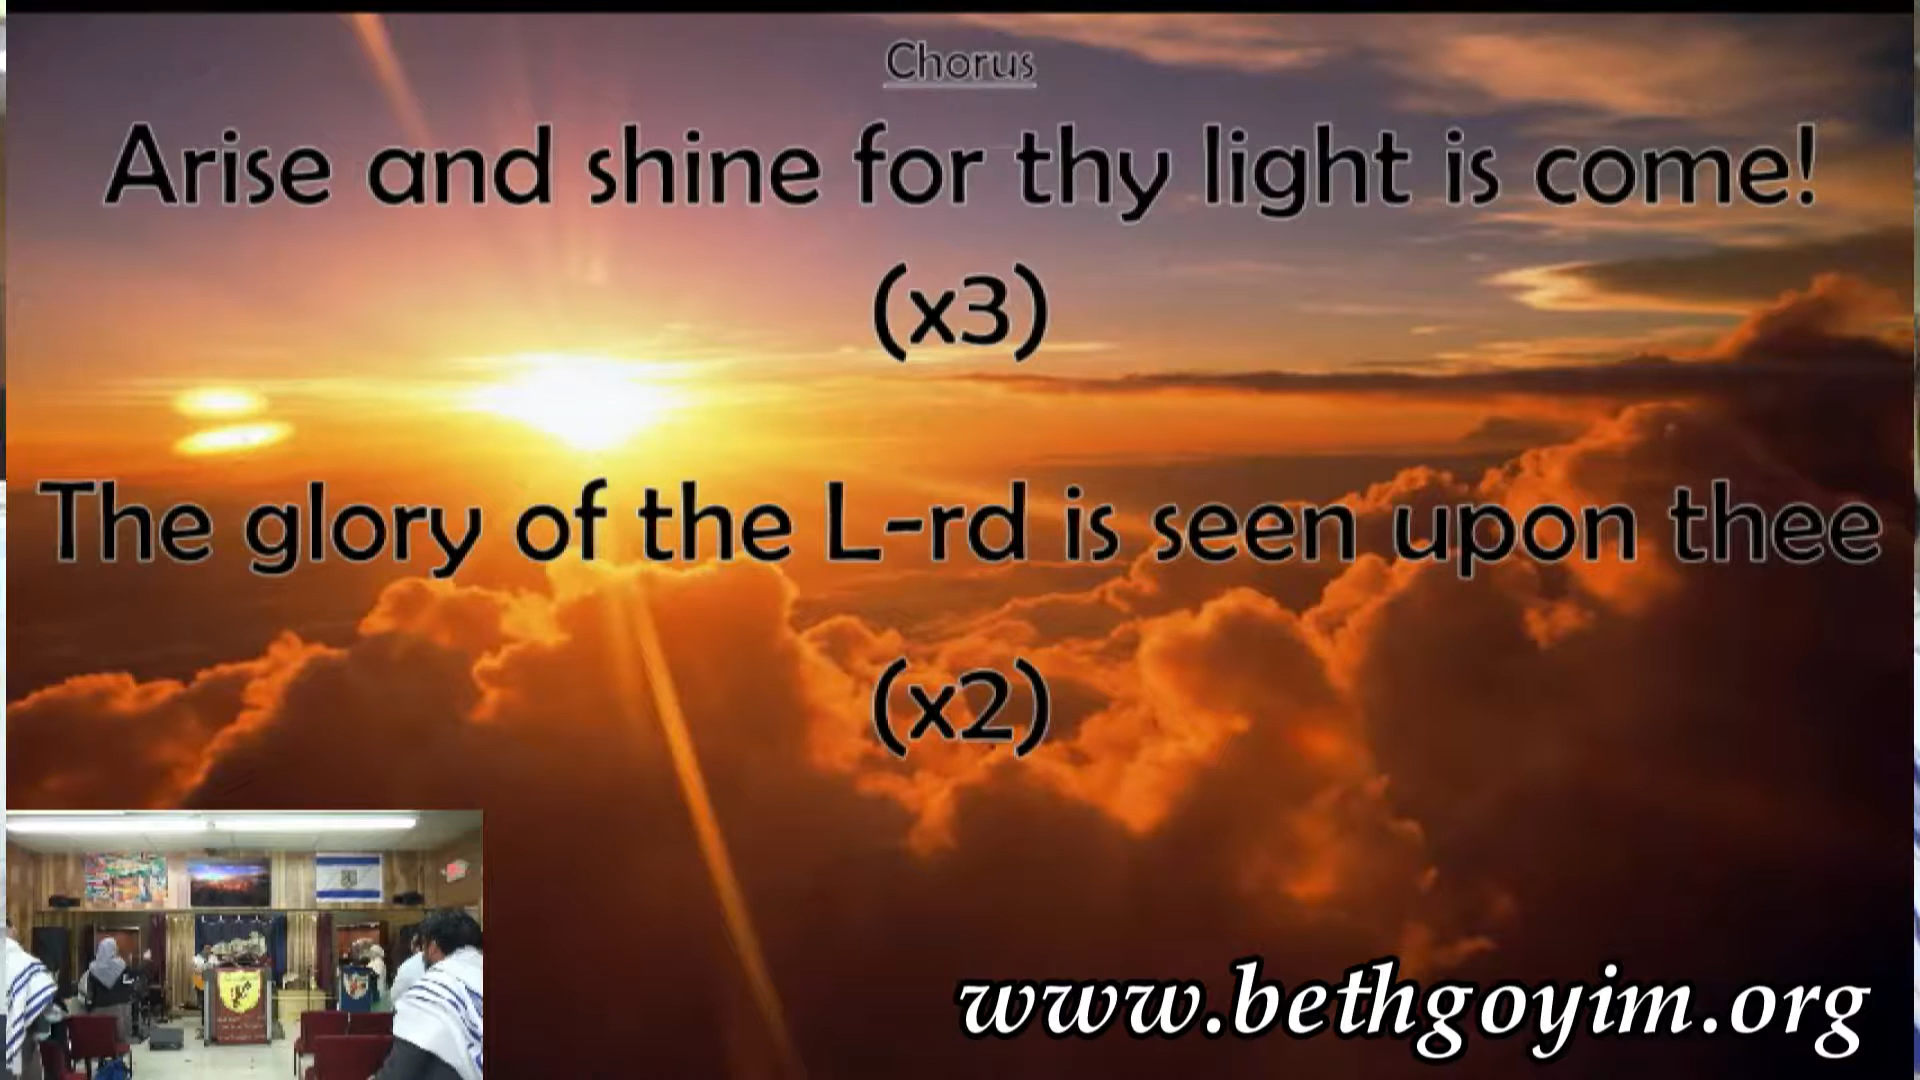 Chorus
Arise and shine for thy light is come!
(x3)
The glory of the L-rd is seen upon thee
(x2)
www.bethgoyim.org